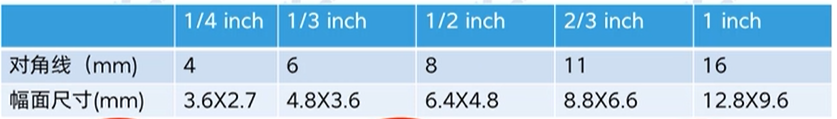 1/4 inch 1/3 inch 1/2 inch 2/3 inch 1 inch
对角线（mm） 4 6 8 11 16
幅面尺寸(mm) 3.6X2.7 4.8X3.6 6.4X4.8 8.8X6.6 12.8X9.6